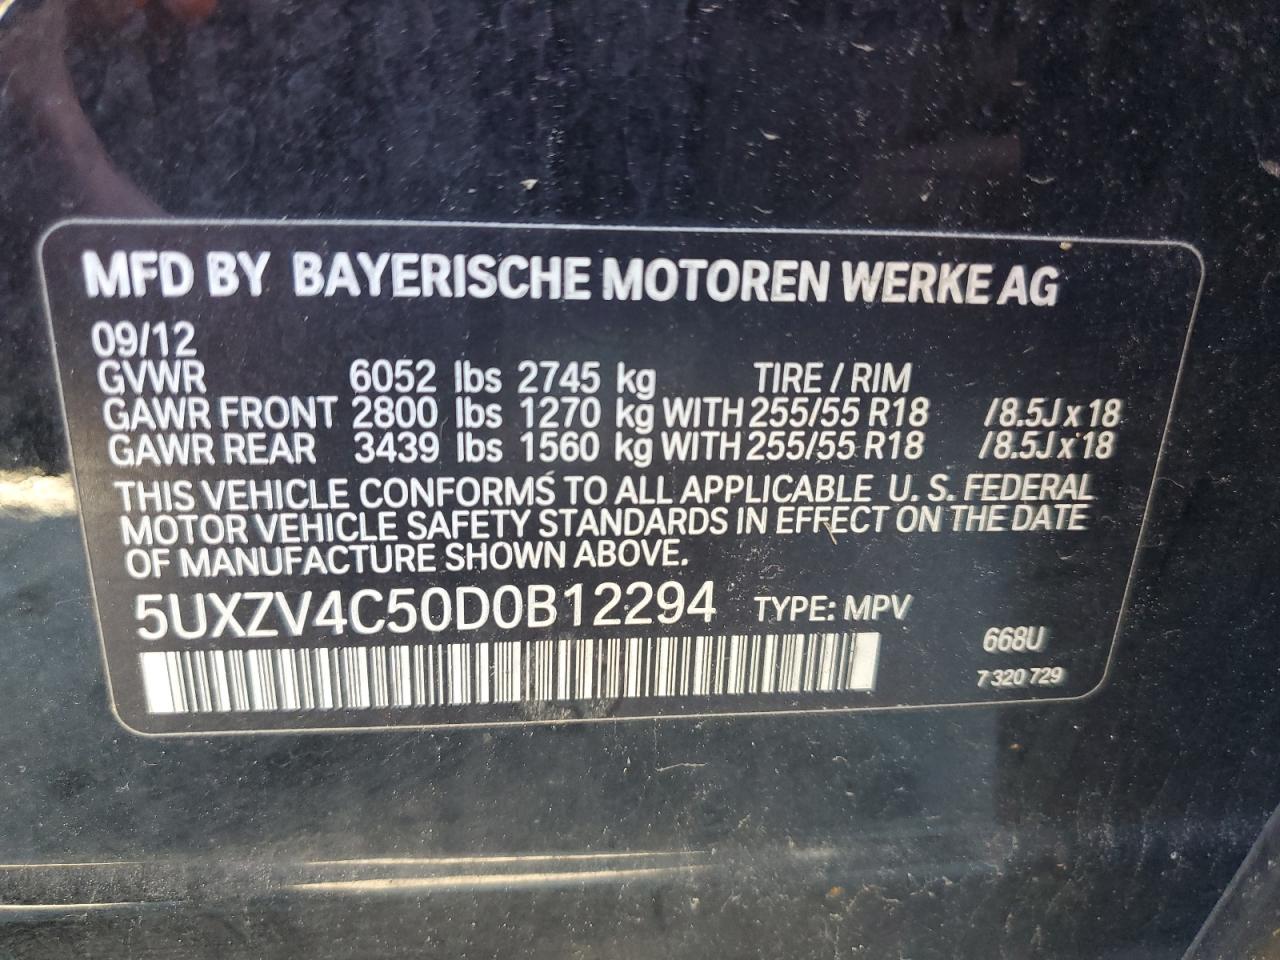 MFD BY BAYERISCHE MOTOREN WERKE AG
09/12
GVWR 6052 lbs 2745 kg TIRE / RIM
GAWR FRONT 2800 lbs 1270 kg WITH 255/55 R18 /8.5J x 18
GAWR REAR 3439 lbs 1560 kg WITH 255/55 R18 /8.5J x 18
THIS VEHICLE CONFORMS TO ALL APPLICABLE U. S. FEDERAL
MOTOR VEHICLE SAFETY STANDARDS IN EFFECT ON THE DATE
OF MANUFACTURE SHOWN ABOVE.
5UXZV4C50D0B12294 TYPE: MPV
668U
7 320 729